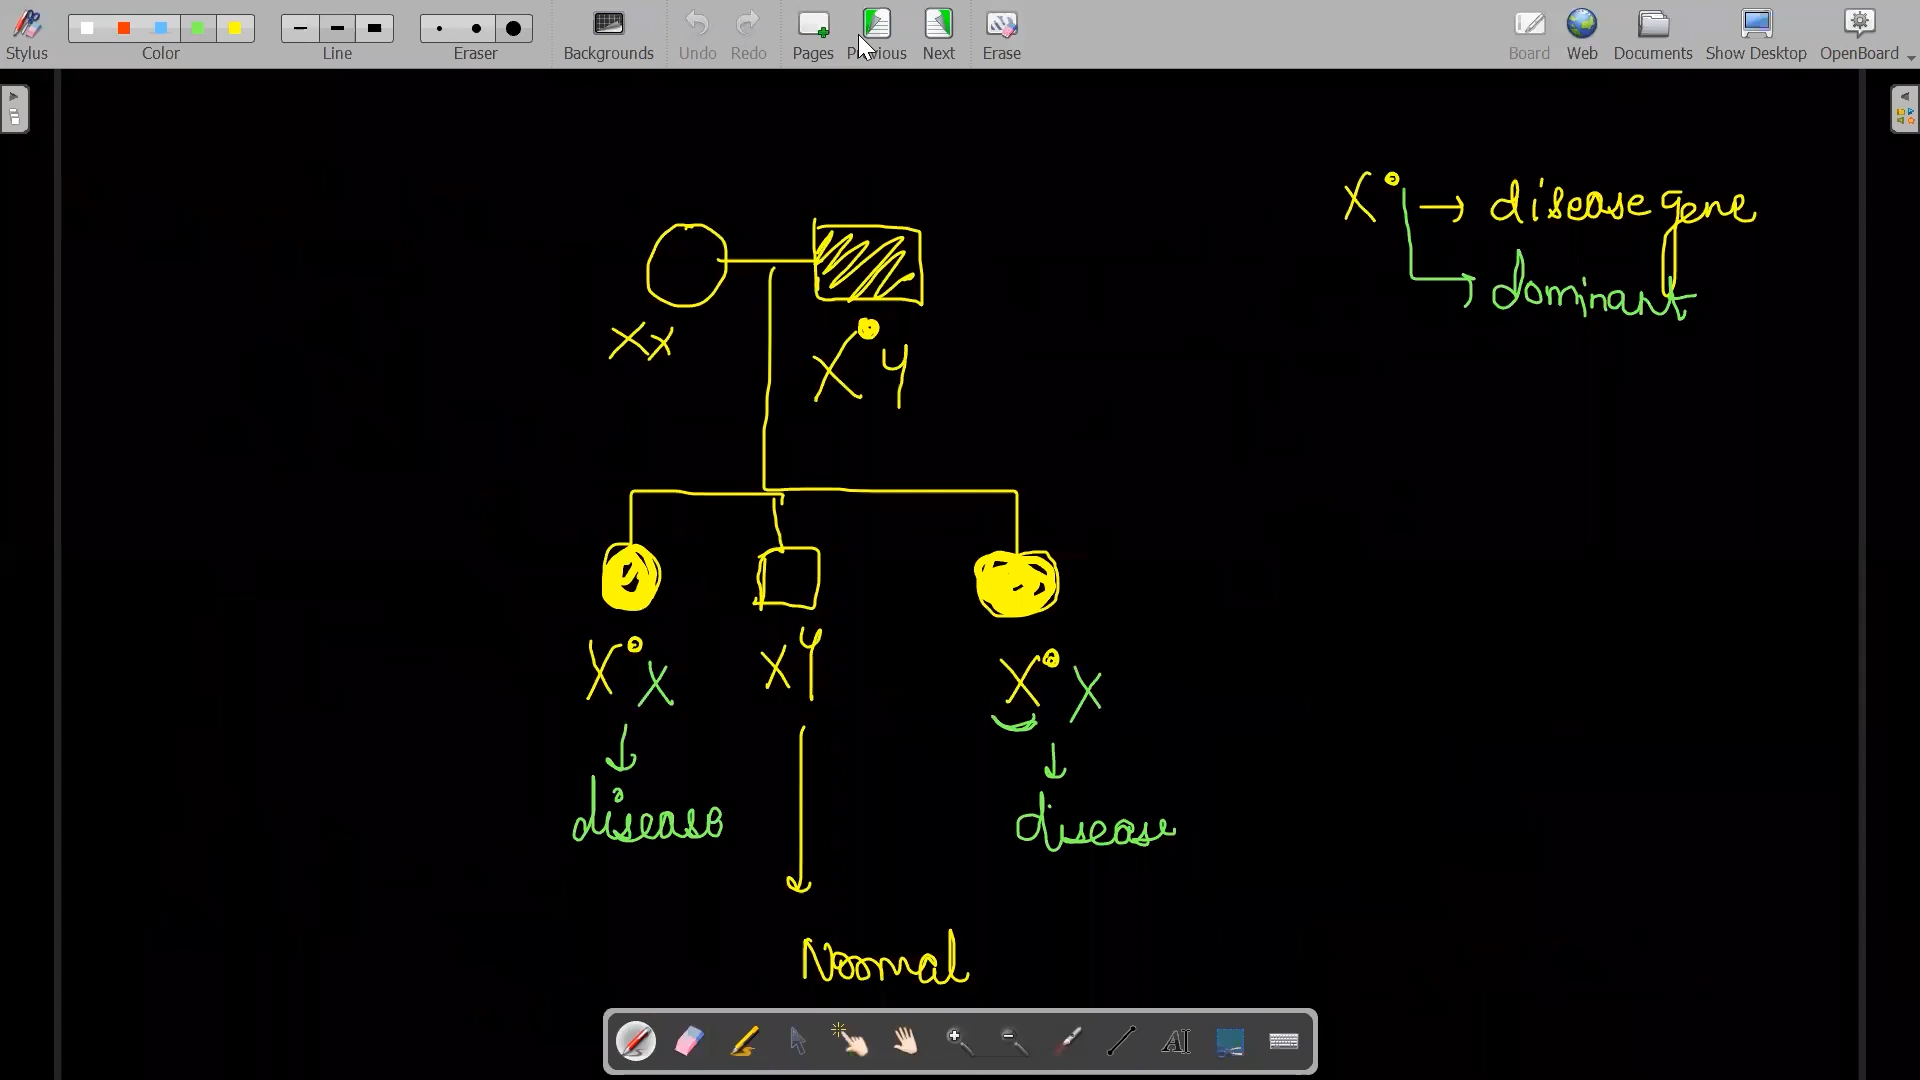 Stylus Color Line Eraser Backgrounds Undo Redo Pages Previous Next Erase Board Web Documents Show Desktop OpenBoard
X° → disease gene
dominant
Xx
X° Y
X° X
XY
X° X
disease
disease
Normal
AI